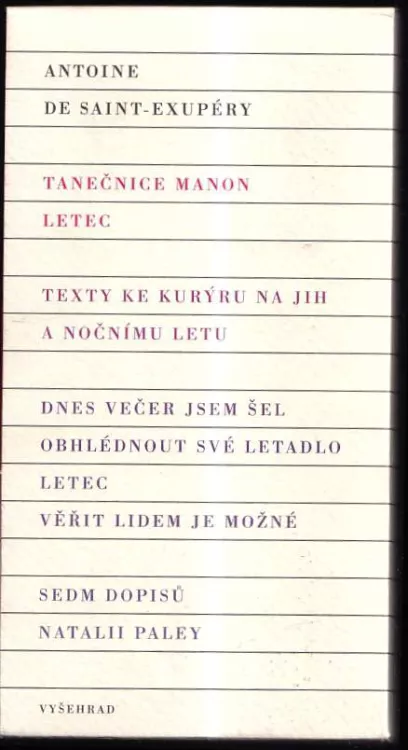 ANTOINE
DE SAINT-EXUPÉRY
TANEČNICE MANON
LETEC
TEXTY KE KURÝRU NA JIH
A NOČNÍMU LETU
DNES VEČER JSEM ŠEL
OBHLÉDNOUT SVÉ LETADLO
LETEC
VĚŘIT LIDEM JE MOŽNÉ
SEDM DOPISŮ
NATALII PALEY
VYŠEHRAD